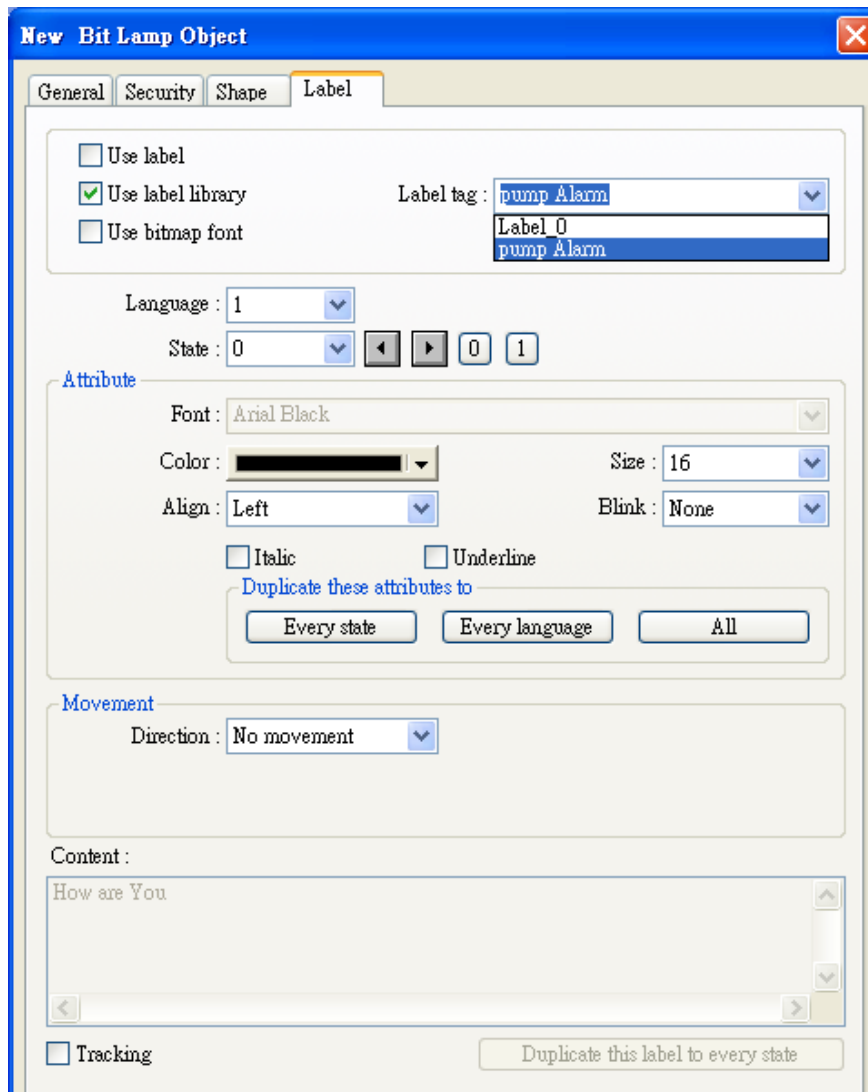 New Bit Lamp Object
General Security Shape Label
Use label
Use label library Label tag : pump Alarm
Use bitmap font Label_0
pump Alarm
Language : 1
State : 0 0 1
Attribute
Font : Arial Black
Color : Size : 16
Align : Left Blink : None
Italic Underline
Duplicate these attributes to
Every state Every language All
Movement
Direction : No movement
Content :
How are You
Tracking Duplicate this label to every state